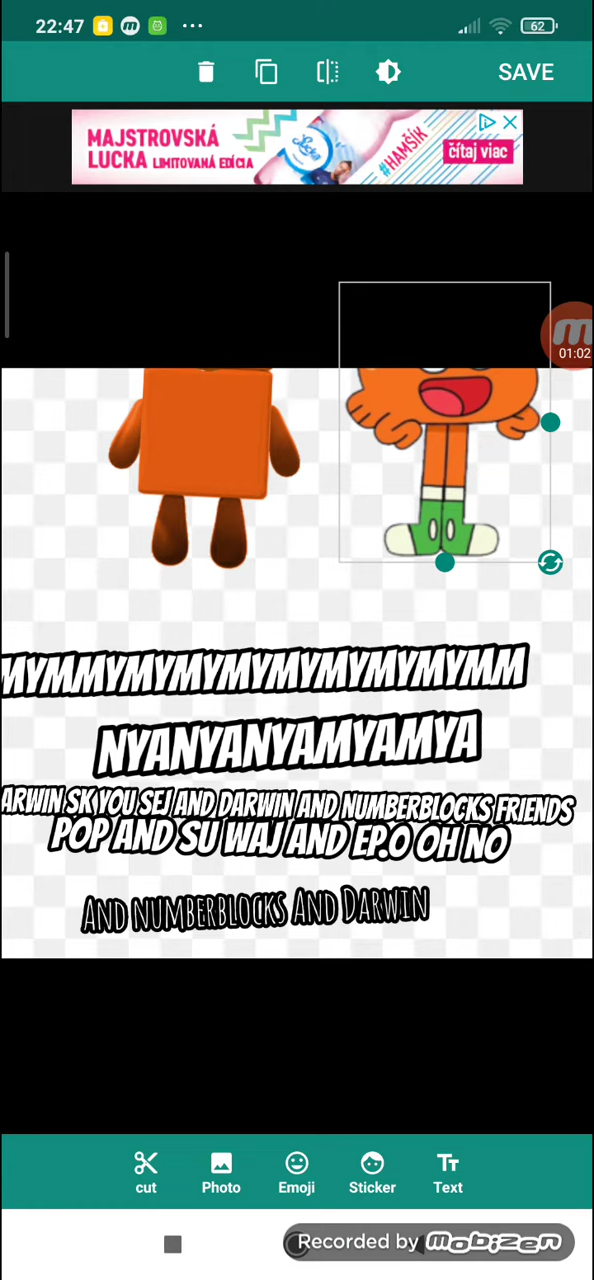 22:47
62
SAVE
MAJSTROVSKÁ
LUCKA LIMITOVANÁ EDÍCIA
Lucka
#HAMŠÍK
čítaj viac
01:02
MYMMYMYMYMYMYMYMYMYMM
NYANYANYAMYAMYA
ARWIN SK YOU SEJ AND DARWIN AND NUMBERBLOCKS FRIENDS
POP AND SU WAJ AND EP.O OH NO
AND NUMBERBLOCKS AND DARWIN
cut
Photo
Emoji
Sticker
Text
Recorded by mobizen